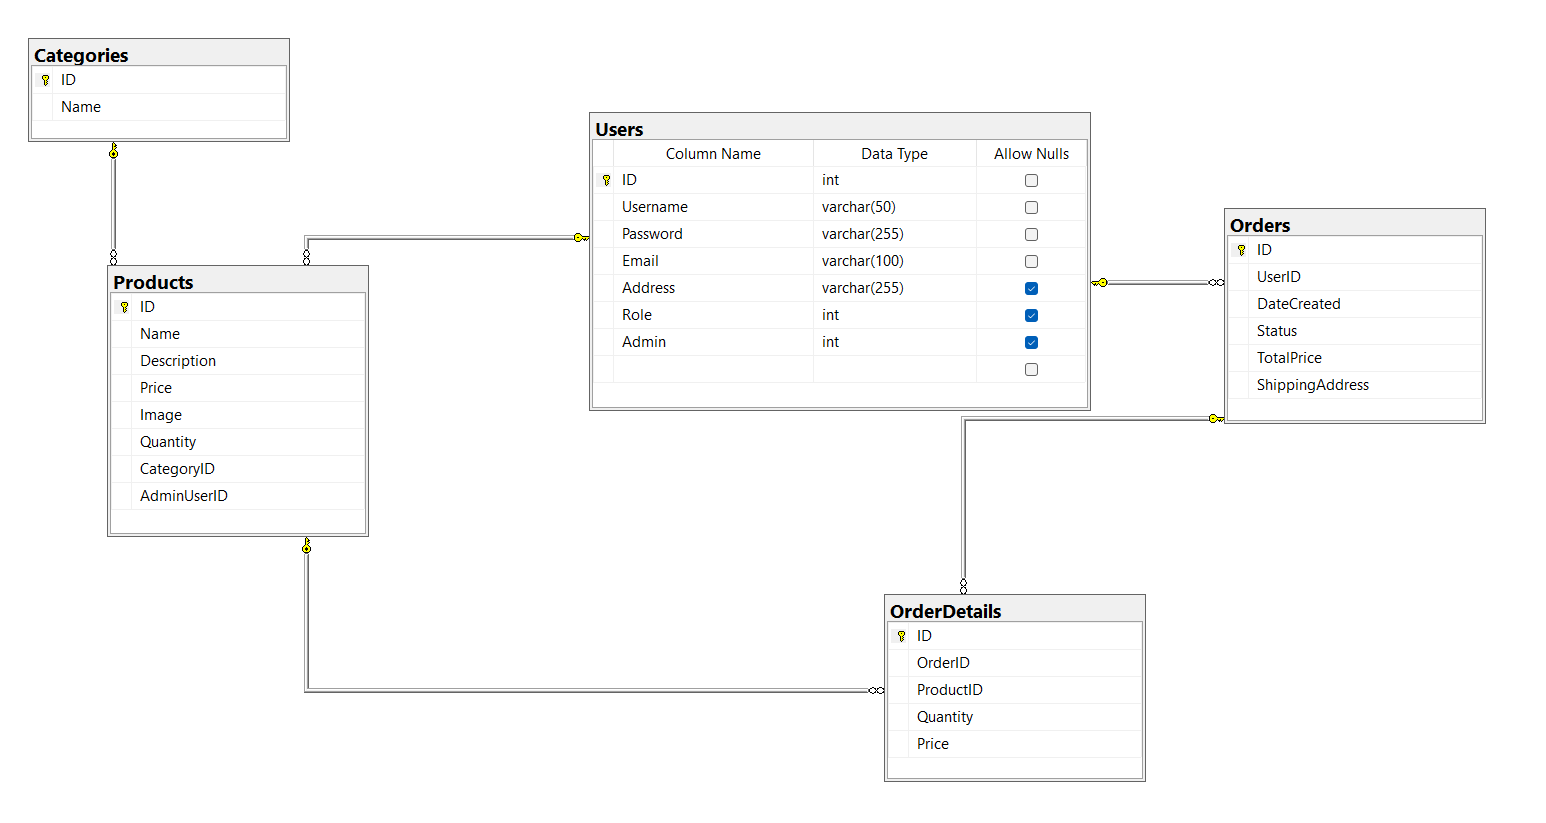 Categories
ID
Name
Users
Column Name Data Type Allow Nulls
ID int
Username varchar(50)
Password varchar(255)
Email varchar(100)
Address varchar(255)
Role int
Admin int
Orders
ID
UserID
DateCreated
Status
TotalPrice
ShippingAddress
Products
ID
Name
Description
Price
Image
Quantity
CategoryID
AdminUserID
OrderDetails
ID
OrderID
ProductID
Quantity
Price